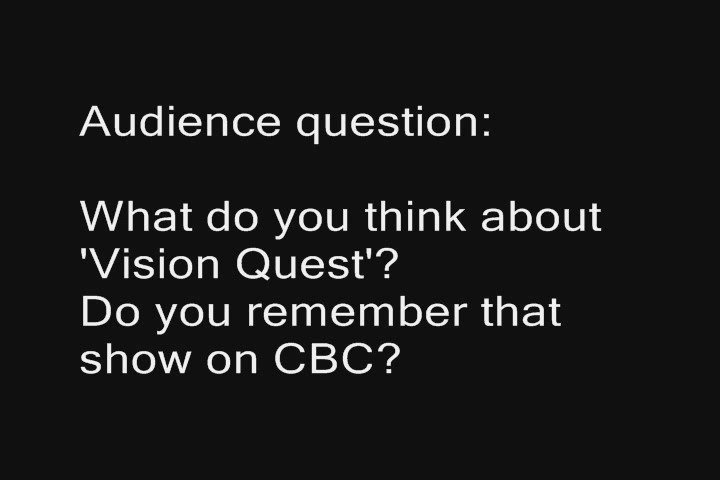 Audience question:
What do you think about
'Vision Quest'?
Do you remember that
show on CBC?